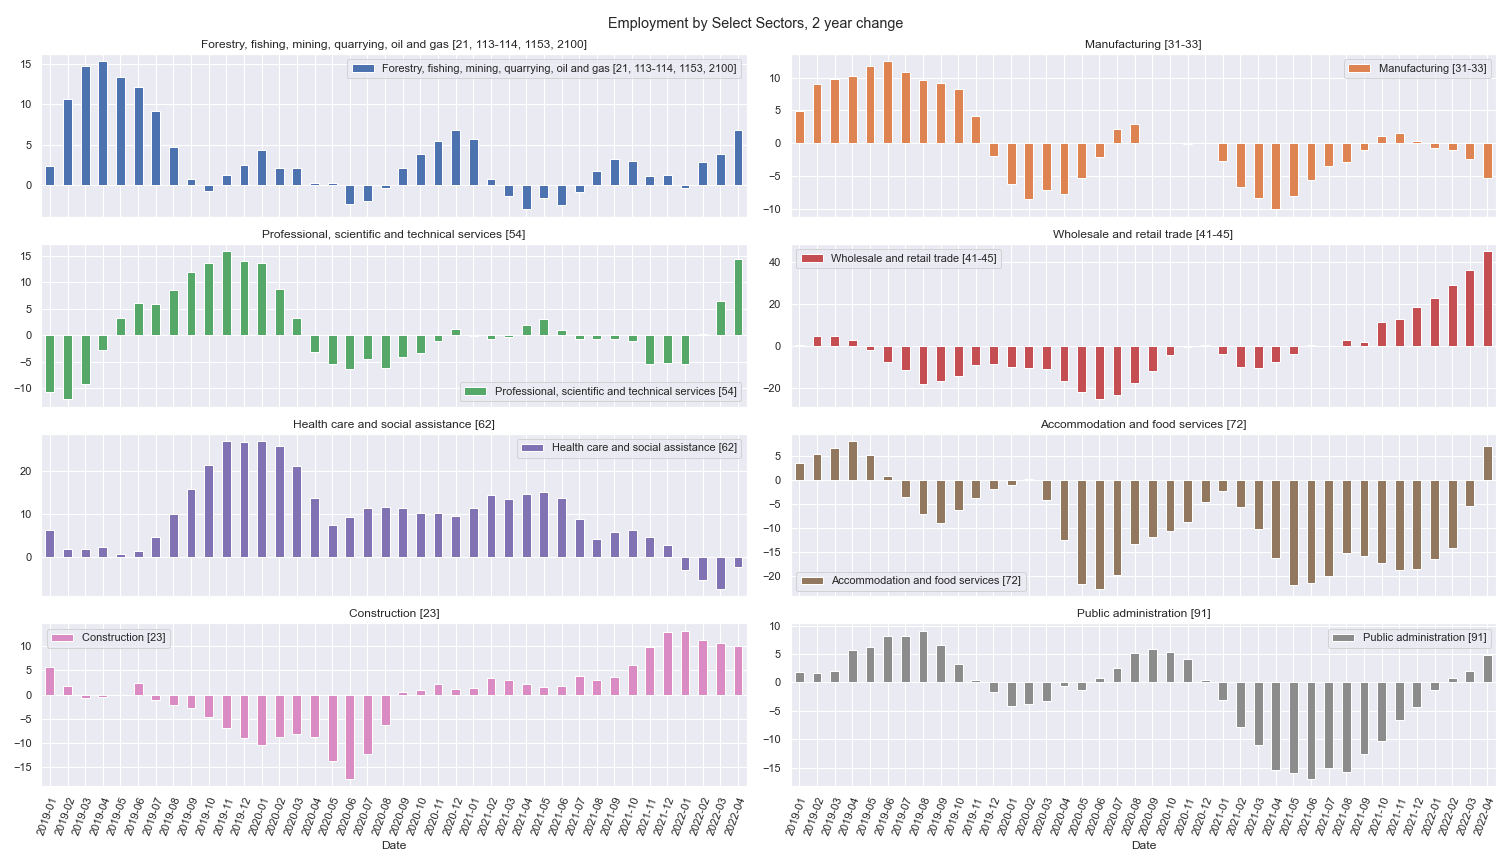 Employment by Select Sectors, 2 year change
Forestry, fishing, mining, quarrying, oil and gas [21, 113-114, 1153, 2100]
Forestry, fishing, mining, quarrying, oil and gas [21, 113-114, 1153, 2100]
15
10
5
0
Manufacturing [31-33]
Manufacturing [31-33]
10
5
0
−5
−10
Professional, scientific and technical services [54]
15
10
5
0
−5
−10
Professional, scientific and technical services [54]
Wholesale and retail trade [41-45]
Wholesale and retail trade [41-45]
40
20
0
−20
Health care and social assistance [62]
Health care and social assistance [62]
20
10
0
Accommodation and food services [72]
5
0
−5
−10
−15
−20
Accommodation and food services [72]
Construction [23]
Construction [23]
10
5
0
−5
−10
−15
2019-01 2019-02 2019-03 2019-04 2019-05 2019-06 2019-07 2019-08 2019-09 2019-10 2019-11 2019-12 2020-01 2020-02 2020-03 2020-04 2020-05 2020-06 2020-07 2020-08 2020-09 2020-10 2020-11 2020-12 2021-01 2021-02 2021-03 2021-04 2021-05 2021-06 2021-07 2021-08 2021-09 2021-10 2021-11 2021-12 2022-01 2022-02 2022-03 2022-04
Date
Public administration [91]
Public administration [91]
10
5
0
−5
−10
−15
2019-01 2019-02 2019-03 2019-04 2019-05 2019-06 2019-07 2019-08 2019-09 2019-10 2019-11 2019-12 2020-01 2020-02 2020-03 2020-04 2020-05 2020-06 2020-07 2020-08 2020-09 2020-10 2020-11 2020-12 2021-01 2021-02 2021-03 2021-04 2021-05 2021-06 2021-07 2021-08 2021-09 2021-10 2021-11 2021-12 2022-01 2022-02 2022-03 2022-04
Date